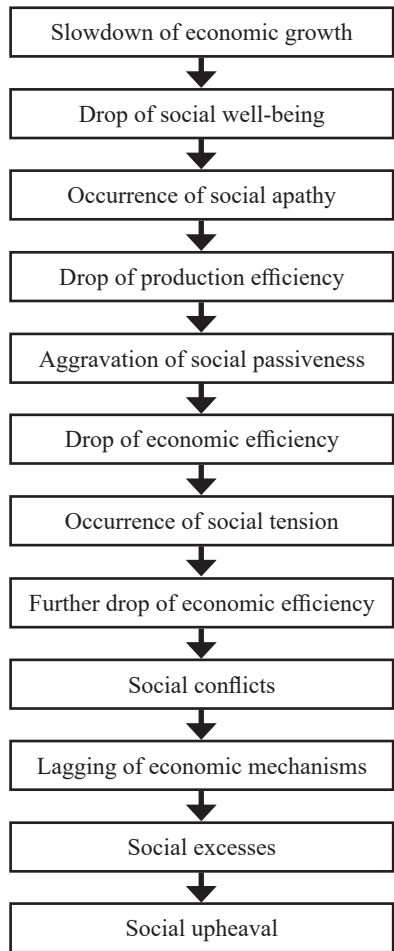 Slowdown of economic growth
Drop of social well-being
Occurrence of social apathy
Drop of production efficiency
Aggravation of social passiveness
Drop of economic efficiency
Occurrence of social tension
Further drop of economic efficiency
Social conflicts
Lagging of economic mechanisms
Social excesses
Social upheaval